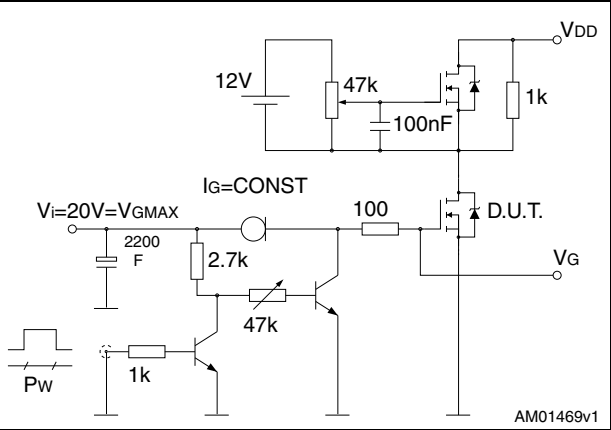 VDD
12V
47k
1k
100nF
IG=CONST
Vi=20V=VGMAX
100
D.U.T.
2200
F
2.7k
VG
47k
1k
PW
AM01469v1